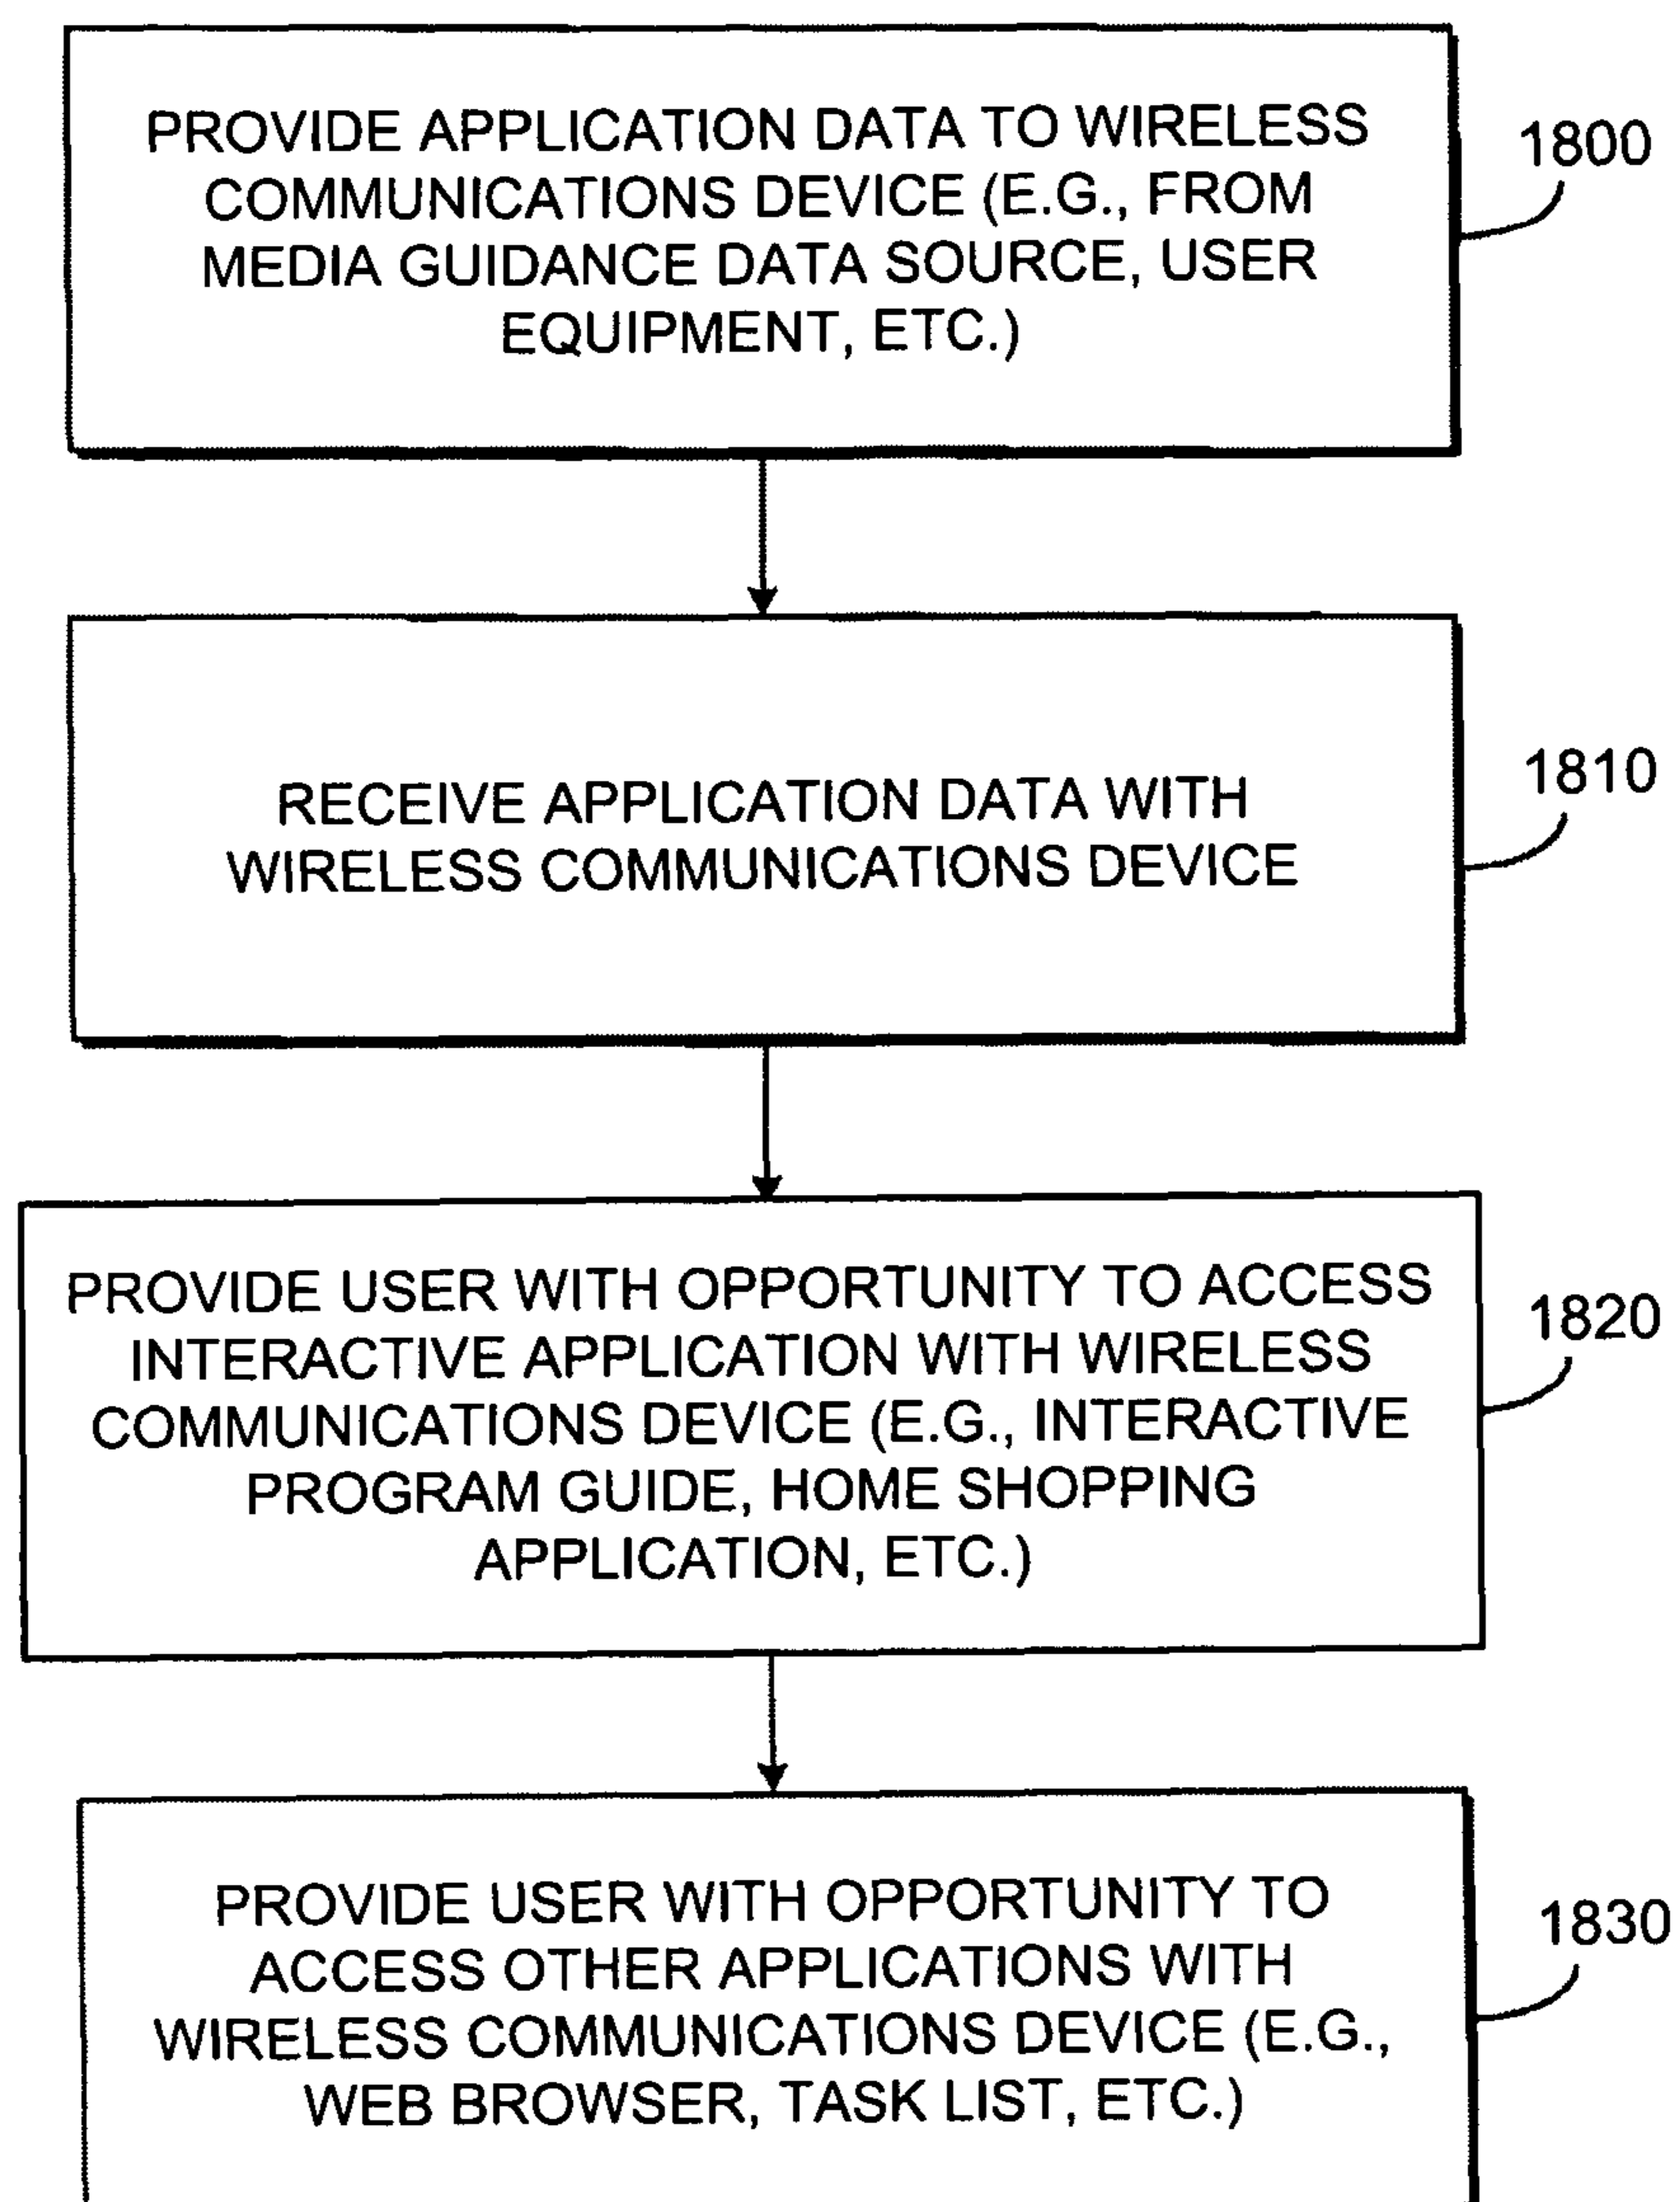 PROVIDE APPLICATION DATA TO WIRELESS
COMMUNICATIONS DEVICE (E.G., FROM
MEDIA GUIDANCE DATA SOURCE, USER
EQUIPMENT, ETC.)
1800
RECEIVE APPLICATION DATA WITH
WIRELESS COMMUNICATIONS DEVICE
1810
PROVIDE USER WITH OPPORTUNITY TO ACCESS
INTERACTIVE APPLICATION WITH WIRELESS
COMMUNICATIONS DEVICE (E.G., INTERACTIVE
PROGRAM GUIDE, HOME SHOPPING
APPLICATION, ETC.)
1820
PROVIDE USER WITH OPPORTUNITY TO
ACCESS OTHER APPLICATIONS WITH
WIRELESS COMMUNICATIONS DEVICE (E.G.,
WEB BROWSER, TASK LIST, ETC.)
1830